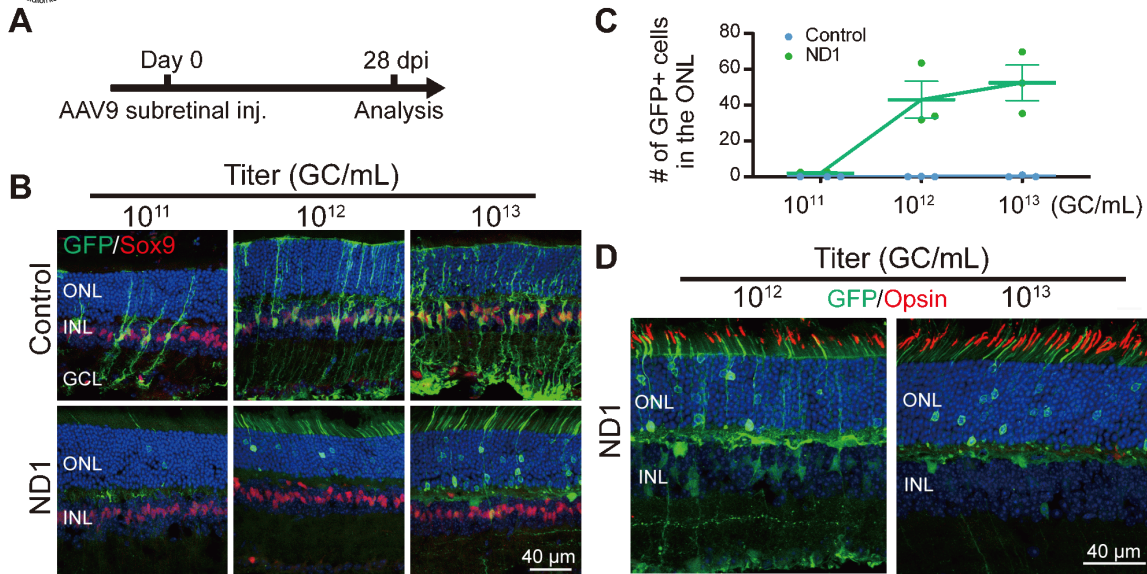 A
Day 0
28 dpi
AAV9 subretinal inj.
Analysis
B
Titer (GC/mL)
10¹¹
10¹²
10¹³
GFP/Sox9
Control
ONL
INL
GCL
ND1
ONL
INL
40 μm
C
Control
ND1
# of GFP+ cells
in the ONL
80
60
40
20
0
10¹¹
10¹²
10¹³
(GC/mL)
D
Titer (GC/mL)
10¹²
GFP/Opsin
10¹³
ND1
ONL
INL
ONL
INL
40 μm